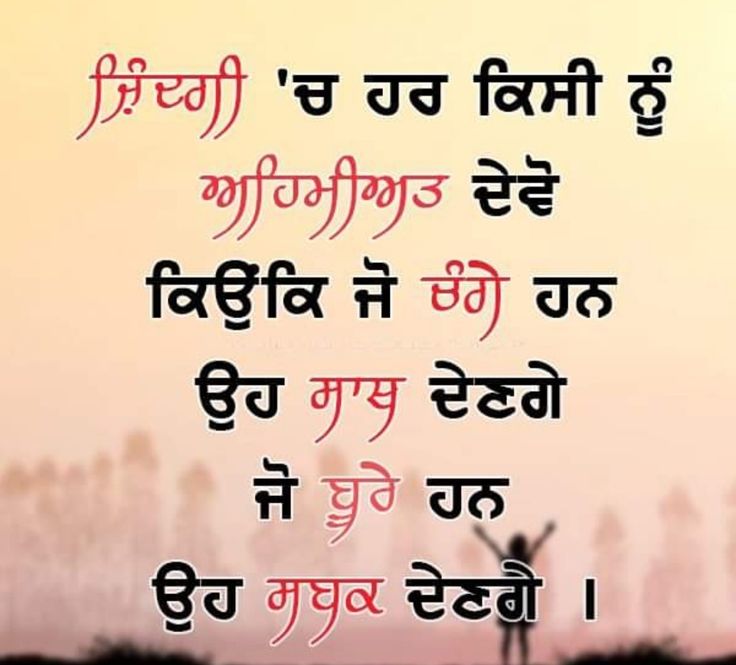 ਜ਼ਿੰਦਗੀ 'ਚ ਹਰ ਕਿਸੀ ਨੂੰ
ਅਹਿਮੀਅਤ ਦੇਵੋ
ਕਿਉਂਕਿ ਜੋ ਚੰਗੇ ਹਨ
ਉਹ ਸਾਥ ਦੇਣਗੇ
ਜੋ ਬੂਰੇ ਹਨ
ਉਹ ਸਬਕ ਦੇਣਗੇ ।